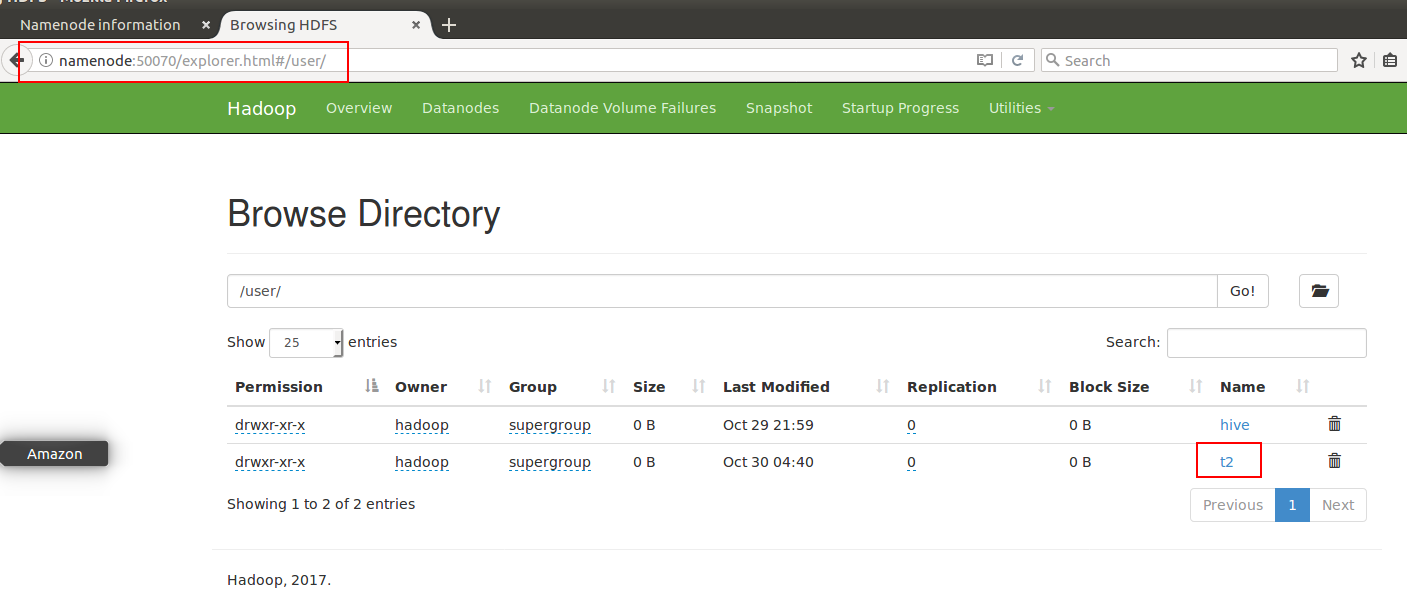 Namenode information × Browsing HDFS × +
namenode:50070/explorer.html#/user/ Search
Hadoop Overview Datanodes Datanode Volume Failures Snapshot Startup Progress Utilities
Browse Directory
/user/ Go!
Show 25 entries Search:
Permission Owner Group Size Last Modified Replication Block Size Name
drwxr-xr-x hadoop supergroup 0 B Oct 29 21:59 0 0 B hive
Amazon
drwxr-xr-x hadoop supergroup 0 B Oct 30 04:40 0 0 B t2
Showing 1 to 2 of 2 entries Previous 1 Next
Hadoop, 2017.